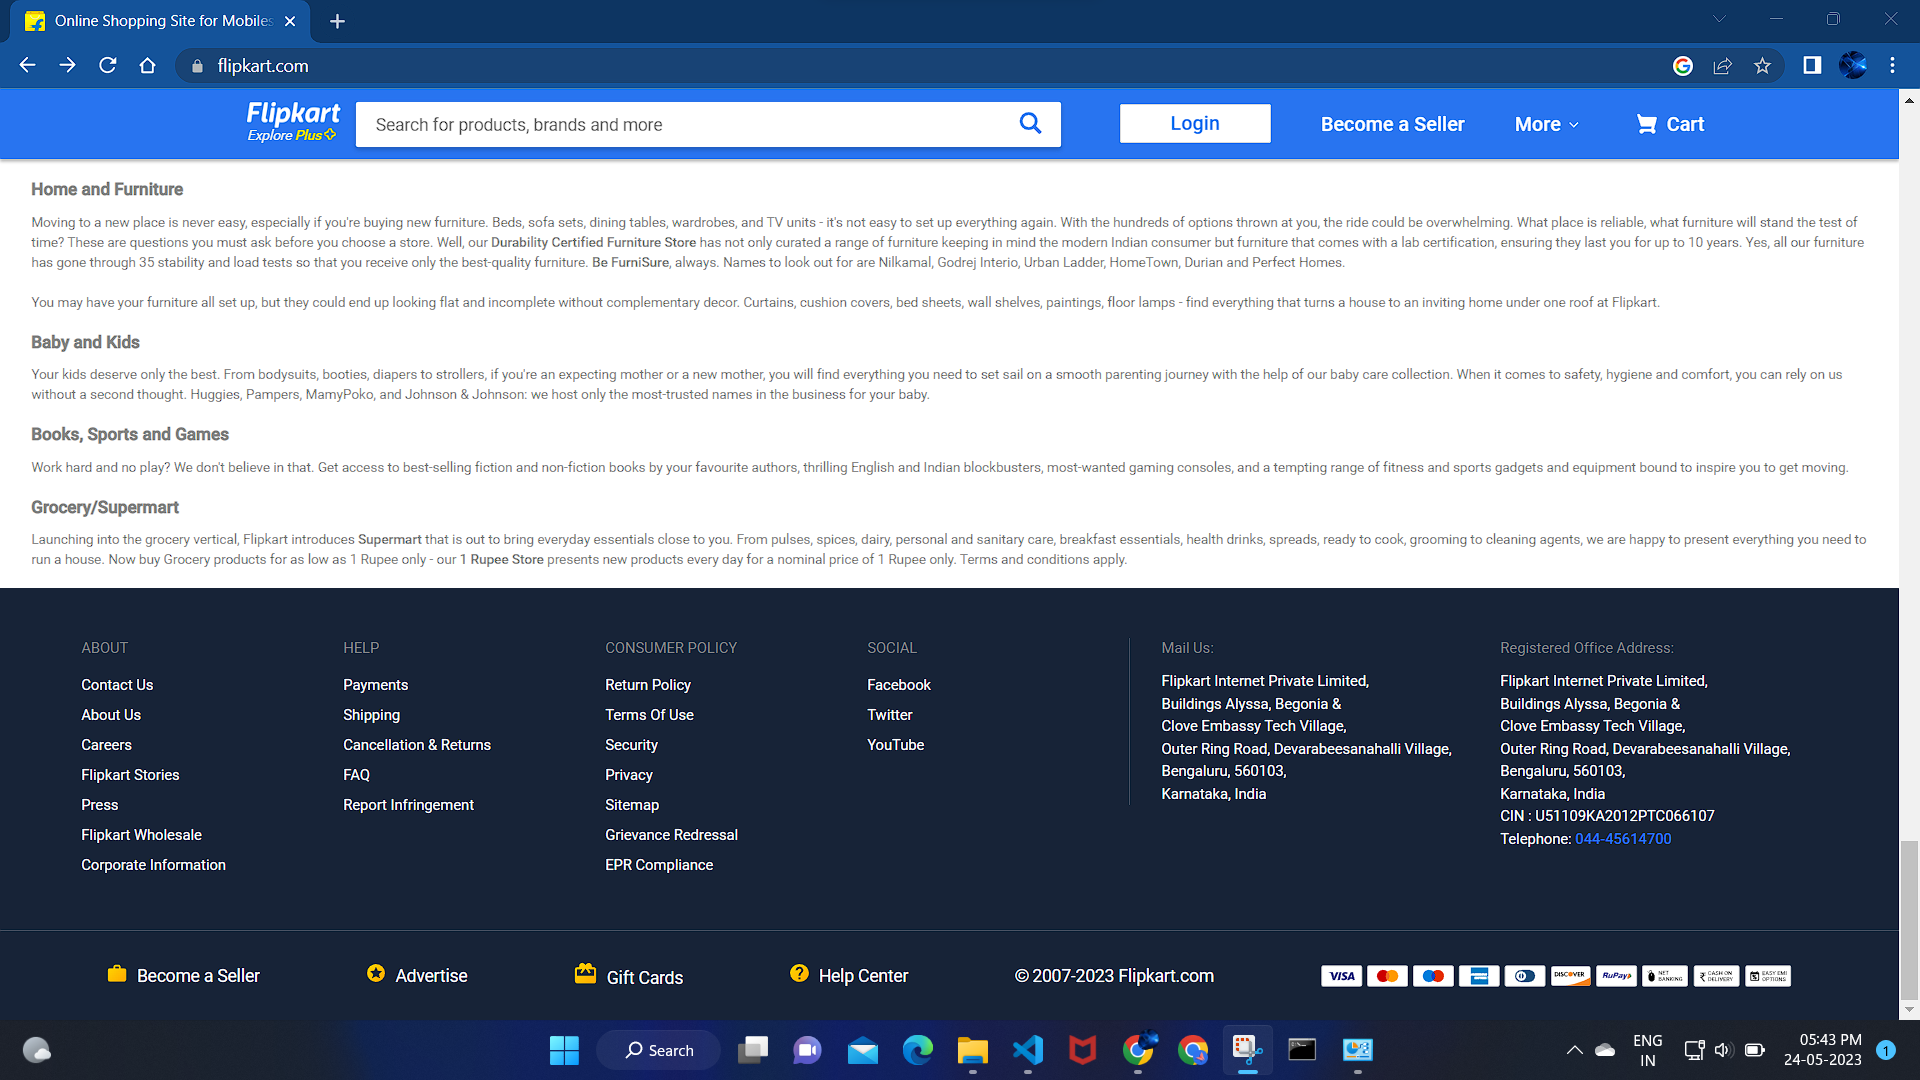 Online Shopping Site for Mobiles
flipkart.com
Flipkart
Explore Plus
Search for products, brands and more
Login
Become a Seller
More
Cart
Home and Furniture
Moving to a new place is never easy, especially if you're buying new furniture. Beds, sofa sets, dining tables, wardrobes, and TV units - it's not easy to set up everything again. With the hundreds of options thrown at you, the ride could be overwhelming. What place is reliable, what furniture will stand the test of
time? These are questions you must ask before you choose a store. Well, our Durability Certified Furniture Store has not only curated a range of furniture keeping in mind the modern Indian consumer but furniture that comes with a lab certification, ensuring they last you for up to 10 years. Yes, all our furniture
has gone through 35 stability and load tests so that you receive only the best-quality furniture. Be FurniSure, always. Names to look out for are Nilkamal, Godrej Interio, Urban Ladder, HomeTown, Durian and Perfect Homes.
You may have your furniture all set up, but they could end up looking flat and incomplete without complementary decor. Curtains, cushion covers, bed sheets, wall shelves, paintings, floor lamps - find everything that turns a house to an inviting home under one roof at Flipkart.
Baby and Kids
Your kids deserve only the best. From bodysuits, booties, diapers to strollers, if you're an expecting mother or a new mother, you will find everything you need to set sail on a smooth parenting journey with the help of our baby care collection. When it comes to safety, hygiene and comfort, you can rely on us
without a second thought. Huggies, Pampers, MamyPoko, and Johnson & Johnson: we host only the most-trusted names in the business for your baby.
Books, Sports and Games
Work hard and no play? We don't believe in that. Get access to best-selling fiction and non-fiction books by your favourite authors, thrilling English and Indian blockbusters, most-wanted gaming consoles, and a tempting range of fitness and sports gadgets and equipment bound to inspire you to get moving.
Grocery/Supermart
Launching into the grocery vertical, Flipkart introduces Supermart that is out to bring everyday essentials close to you. From pulses, spices, dairy, personal and sanitary care, breakfast essentials, health drinks, spreads, ready to cook, grooming to cleaning agents, we are happy to present everything you need to
run a house. Now buy Grocery products for as low as 1 Rupee only - our 1 Rupee Store presents new products every day for a nominal price of 1 Rupee only. Terms and conditions apply.
ABOUT
Contact Us
About Us
Careers
Flipkart Stories
Press
Flipkart Wholesale
Corporate Information
HELP
Payments
Shipping
Cancellation & Returns
FAQ
Report Infringement
CONSUMER POLICY
Return Policy
Terms Of Use
Security
Privacy
Sitemap
Grievance Redressal
EPR Compliance
SOCIAL
Facebook
Twitter
YouTube
Mail Us:
Flipkart Internet Private Limited,
Buildings Alyssa, Begonia &
Clove Embassy Tech Village,
Outer Ring Road, Devarabeesanahalli Village,
Bengaluru, 560103,
Karnataka, India
Registered Office Address:
Flipkart Internet Private Limited,
Buildings Alyssa, Begonia &
Clove Embassy Tech Village,
Outer Ring Road, Devarabeesanahalli Village,
Bengaluru, 560103,
Karnataka, India
CIN : U51109KA2012PTC066107
Telephone: 044-45614700
Become a Seller
Advertise
Gift Cards
Help Center
© 2007-2023 Flipkart.com
VISA
DISCOVER
RuPay
NET BANKING
CASH ON DELIVERY
EASY EMI OPTIONS
Search
ENG
IN
05:43 PM
24-05-2023
1